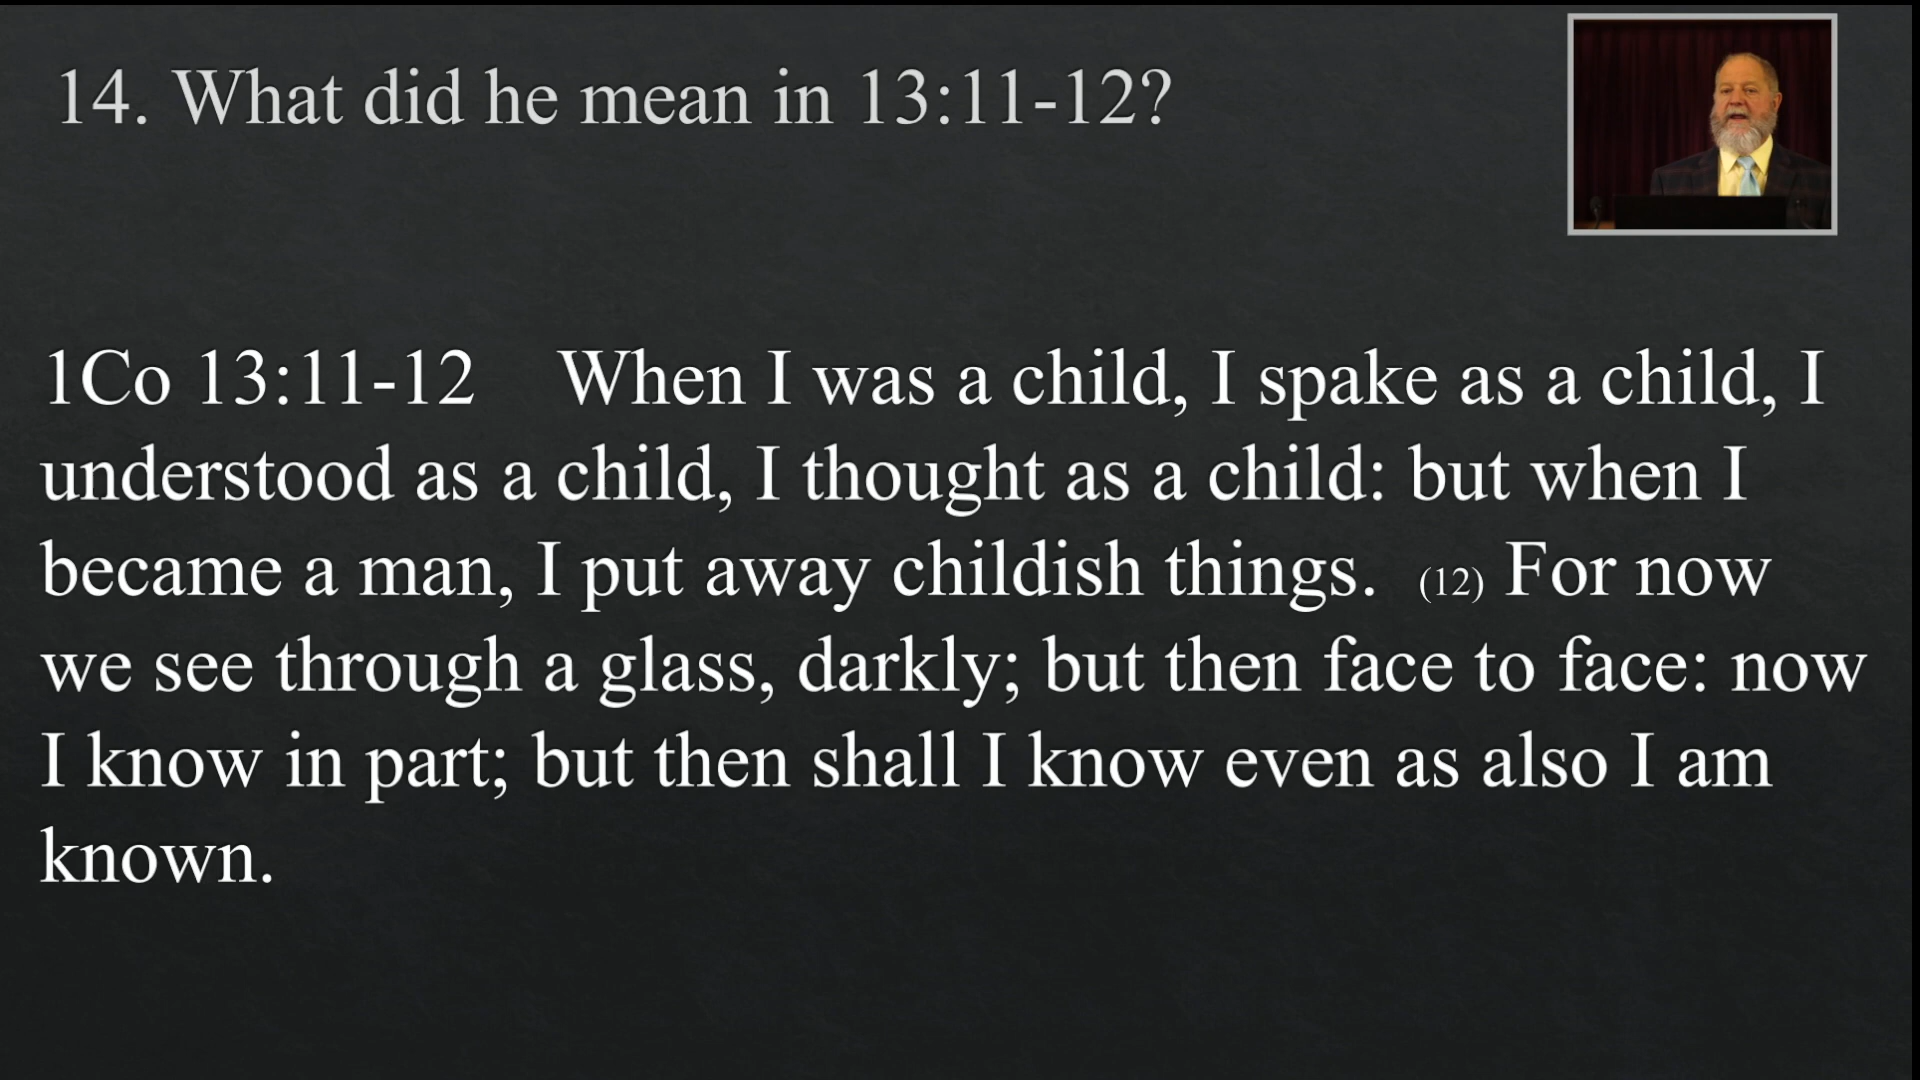 14. What did he mean in 13:11-12?
1Co 13:11-12 When I was a child, I spake as a child, I
understood as a child, I thought as a child: but when I
became a man, I put away childish things. (12) For now
we see through a glass, darkly; but then face to face: now
I know in part; but then shall I know even as also I am
known.